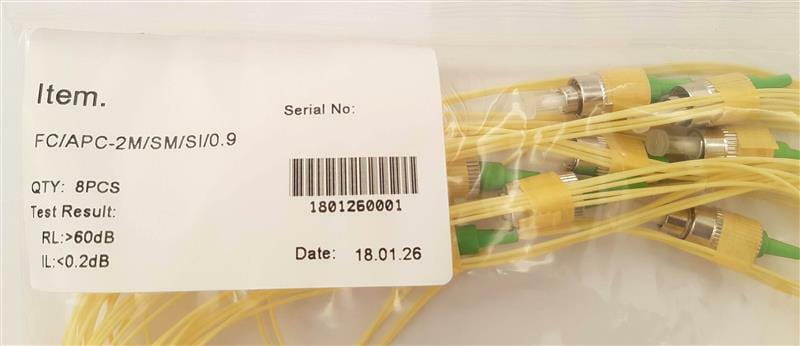 Item.
FC/APC-2M/SM/SI/0.9
QTY: 8PCS
Test Result:
RL:>60dB
IL:<0.2dB
Serial No:
1801260001
Date: 18.01.26